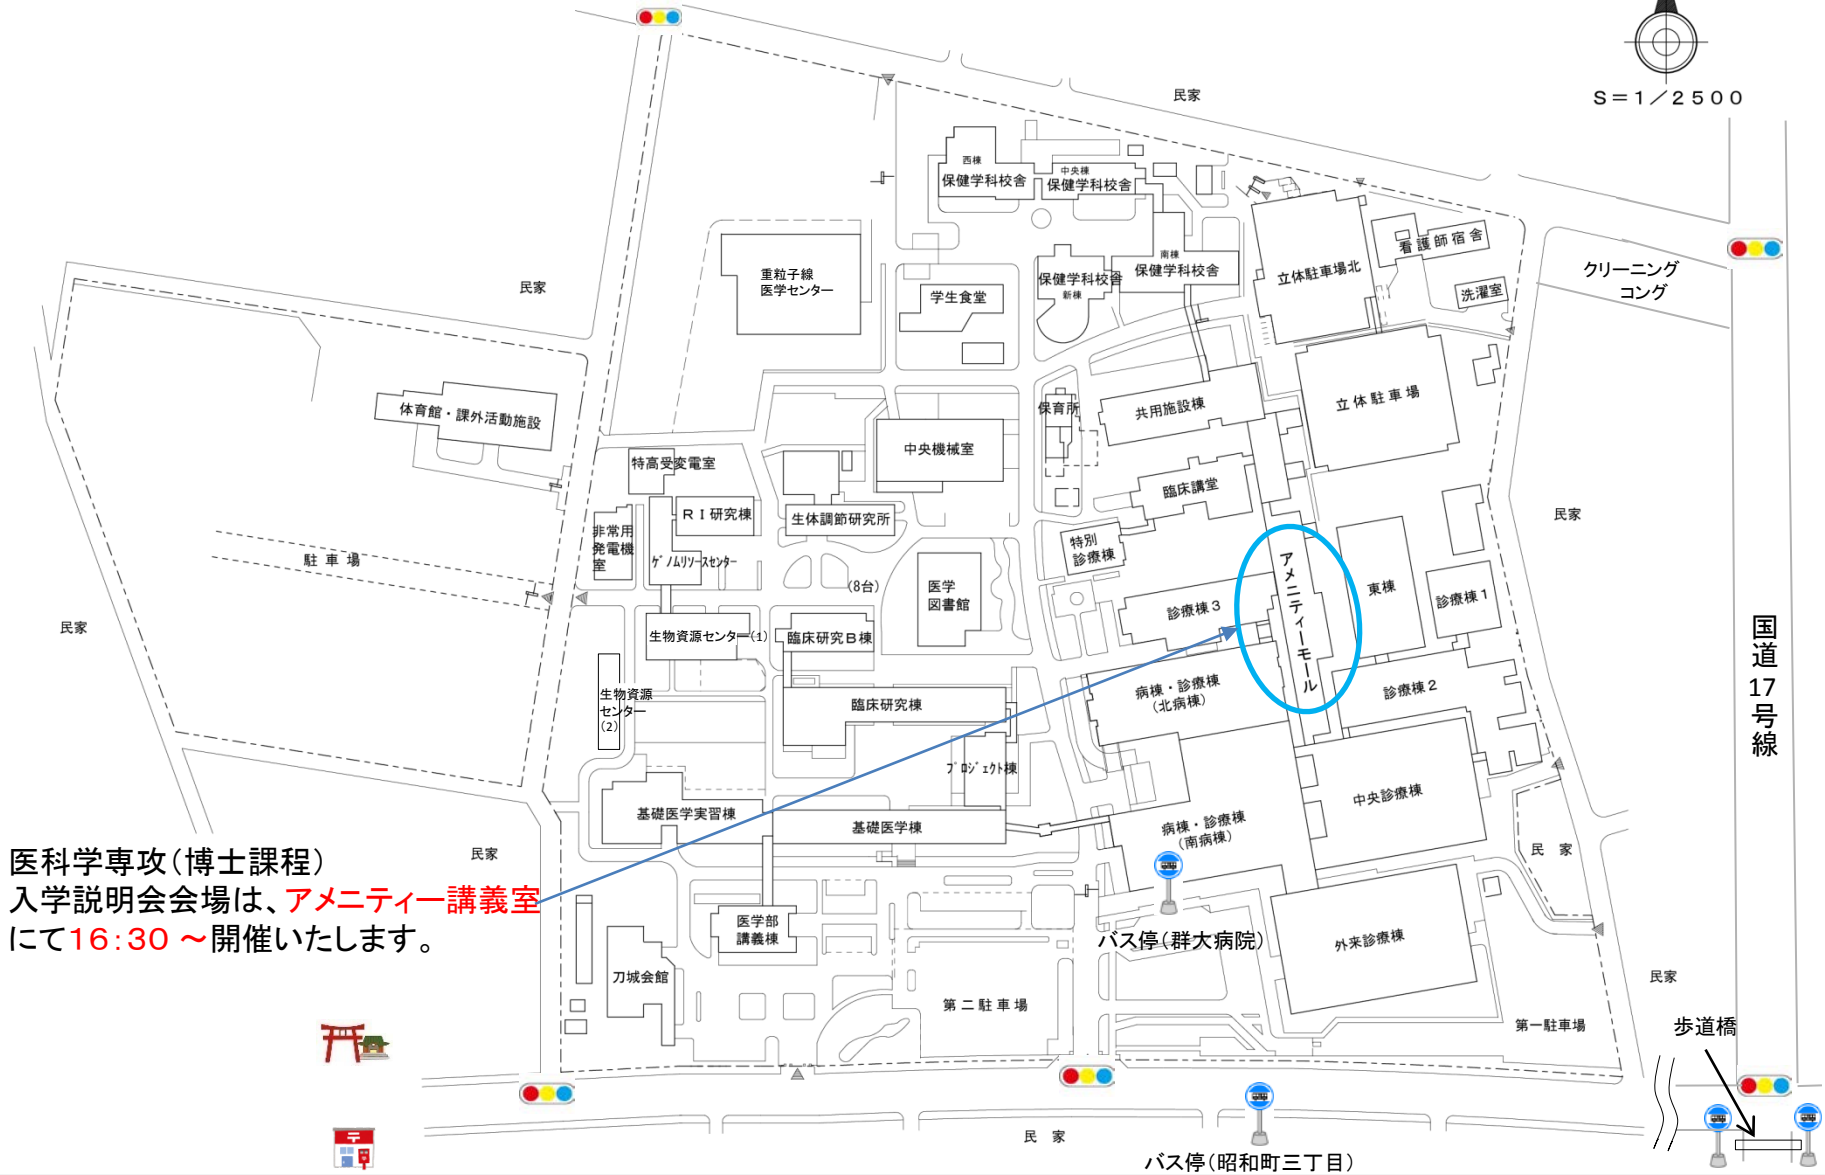 S=1/2500
民家
西棟
保健学科校舎
中央棟
保健学科校舎
南棟
保健学科校舎
保健学科校舎
新棟
立体駐車場北
看護師宿舎
洗濯室
クリーニング
コング
民家
重粒子線
医学センター
学生食堂
体育館・課外活動施設
保育所
共用施設棟
立体駐車場
中央機械室
特高受変電室
RI研究棟
生体調節研究所
臨床講堂
非常用
発電機
室
ゲノムリソースセンター
駐車場
特別
診療棟
アメニティーモール
東棟
診療棟1
民家
(8台)
医学
図書館
診療棟3
民家
生物資源センター(1)
臨床研究B棟
国道17号線
生物資源
センター
(2)
臨床研究棟
病棟・診療棟
(北病棟)
診療棟2
プロジェクト棟
中央診療棟
基礎医学実習棟
基礎医学棟
病棟・診療棟
(南病棟)
民家
民家
医科学専攻(博士課程)
入学説明会会場は、アメニティー講義室
にて16:30~開催いたします。
医学部
講義棟
バス停(群大病院)
外来診療棟
刀城会館
第二駐車場
民家
第一駐車場
歩道橋
民家
バス停(昭和町三丁目)